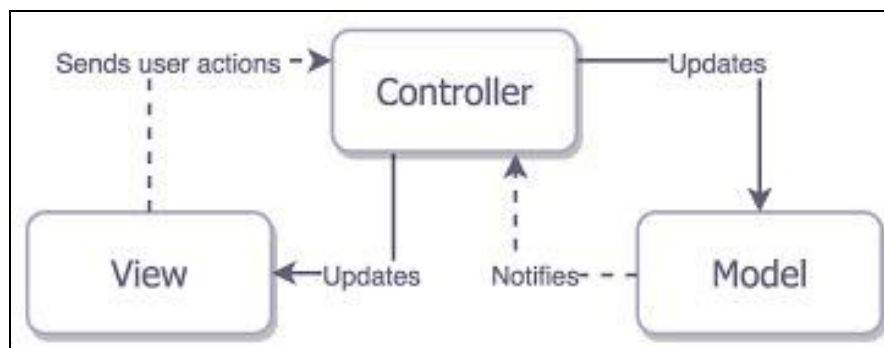 Sends user actions
Controller
Updates
View
Updates
Notifies
Model